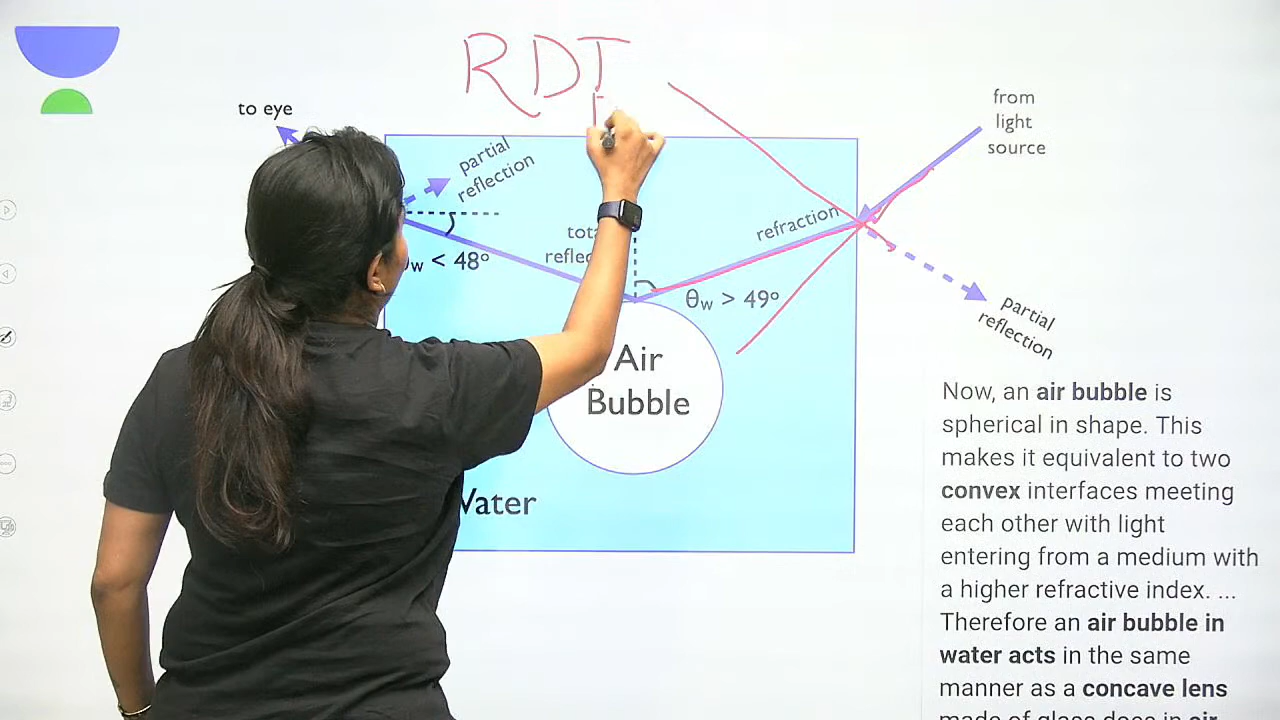 RDT
to eye
partial
reflection
from
light
source
refraction
< 48°
θw > 49°
partial
reflection
Air
Bubble
Now, an air bubble is
spherical in shape. This
makes it equivalent to two
convex interfaces meeting
each other with light
entering from a medium with
a higher refractive index. ...
Therefore an air bubble in
water acts in the same
manner as a concave lens